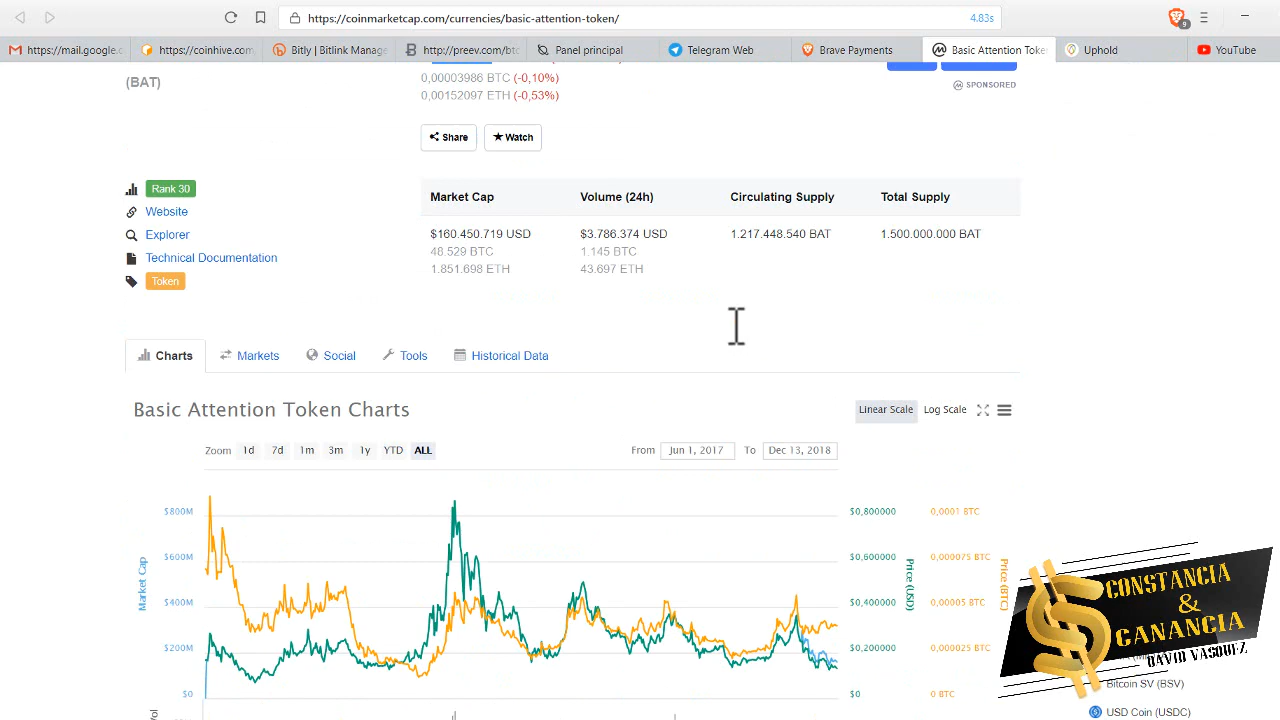 https://coinmarketcap.com/currencies/basic-attention-token/
4.83s
9
https://mail.google.c
https://coinhive.com
Bitly | Bitlink Manage
http://preev.com/btc
Panel principal
Telegram Web
Brave Payments
Basic Attention Toke
Uphold
YouTube
(BAT)
0,00003986 BTC (-0,10%)
0,00152097 ETH (-0,53%)
SPONSORED
Share
Watch
Rank 30
Website
Explorer
Technical Documentation
Token
Market Cap
Volume (24h)
Circulating Supply
Total Supply
$160.450.719 USD
$3.786.374 USD
1.217.448.540 BAT
1.500.000.000 BAT
48.529 BTC
1.145 BTC
1.851.698 ETH
43.697 ETH
Charts
Markets
Social
Tools
Historical Data
Basic Attention Token Charts
Linear Scale
Log Scale
Zoom 1d 7d 1m 3m 1y YTD ALL
From Jun 1, 2017 To Dec 13, 2018
$800M
$600M
$400M
$200M
$0
Market Cap
$0,800000
$0,600000
$0,400000
$0,200000
$0
Price (USD)
0,0001 BTC
0,000075 BTC
0,00005 BTC
0,000025 BTC
0 BTC
Price (BTC)
Vol
CONSTANCIA
&
GANANCIA
DAVID VASQUEZ
Bitcoin SV (BSV)
USD Coin (USDC)